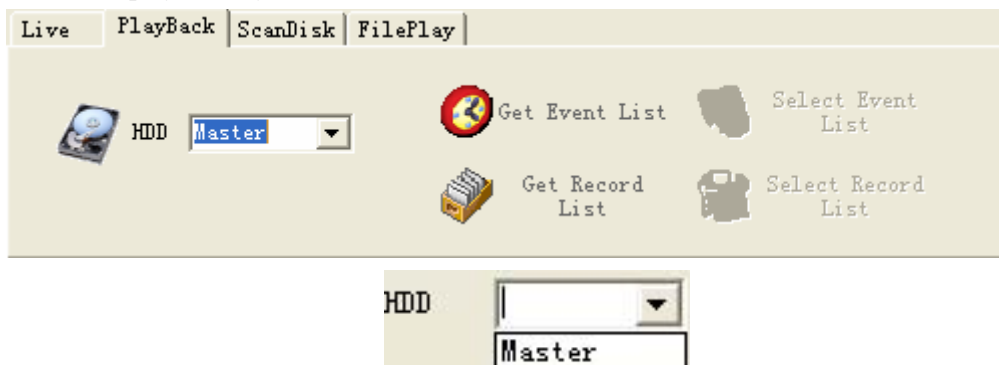 Live PlayBack ScanDisk FilePlay
HDD Master
Get Event List
Select Event
List
Get Record
List
Select Record
List
HDD
Master